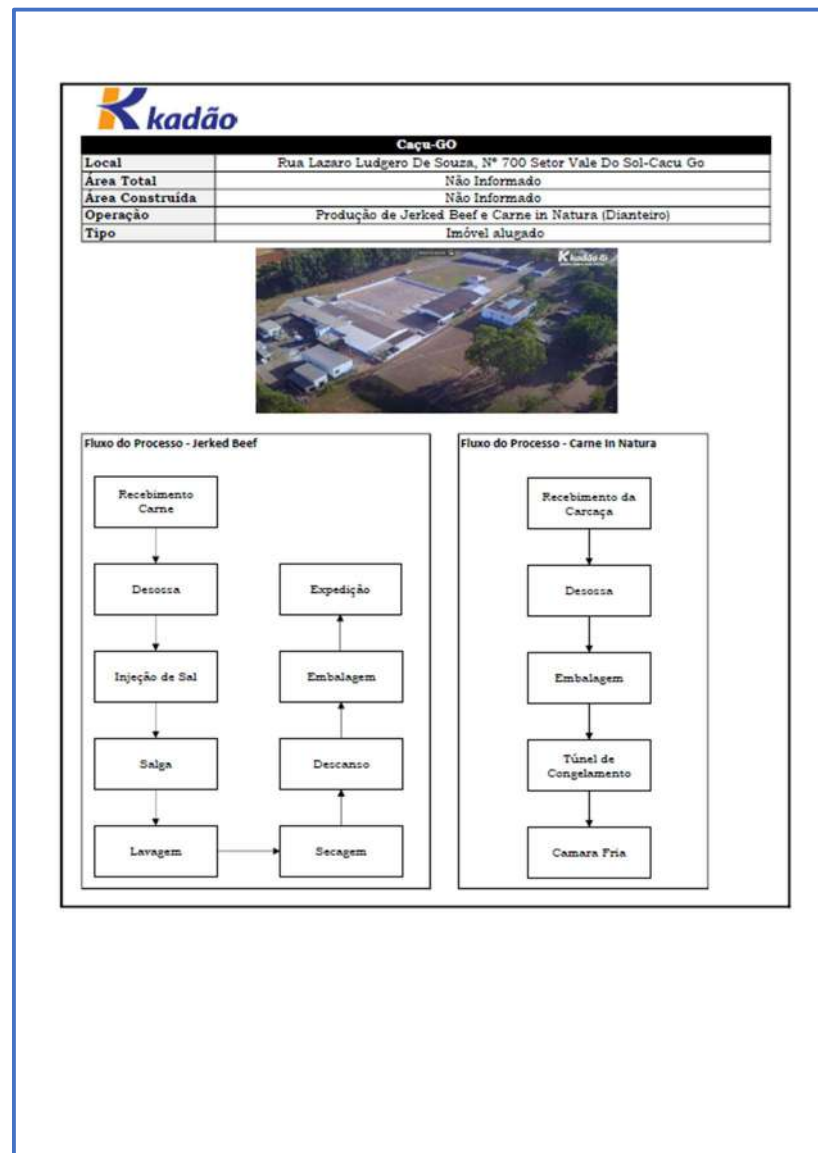 kadão
Caçu-GO
Local Rua Lazaro Ludgero De Souza, N° 700 Setor Vale Do Sol-Cacu Go
Área Total Não Informado
Área Construída Não Informado
Operação Produção de Jerked Beef e Carne in Natura (Dianteiro)
Tipo Imóvel alugado
kadão
Fluxo do Processo - Jerked Beef
Recebimento
Carne
Desossa
Injeção de Sal
Salga
Lavagem
Secagem
Descanso
Embalagem
Expedição
Fluxo do Processo - Carne In Natura
Recebimento da
Carcaça
Desossa
Embalagem
Túnel de
Congelamento
Camara Fria